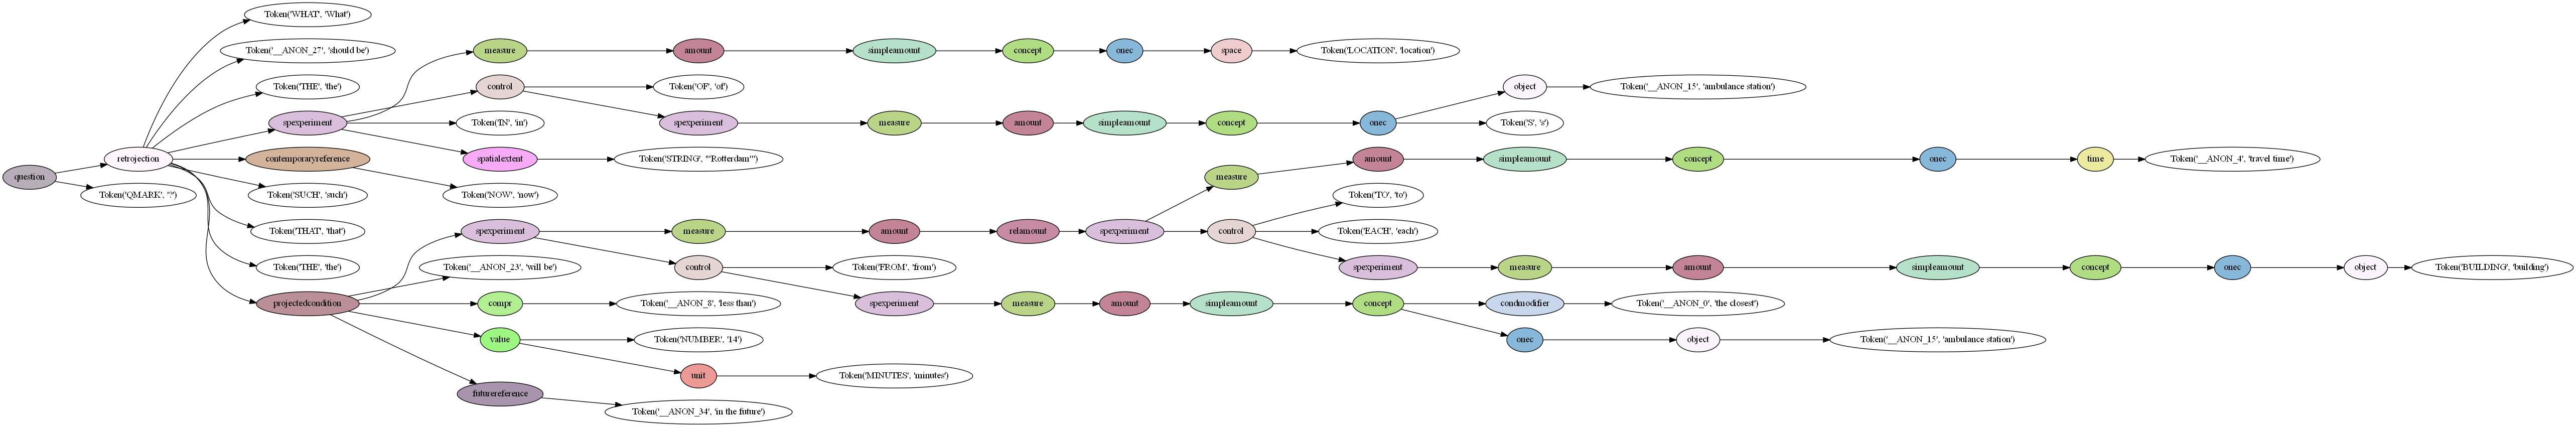 Token('WHAT', 'What')
Token('__ANON_27', 'should be')
measure amount simpleamount concept onec space Token('LOCATION', 'location')
Token('THE', 'the') control Token('OF', 'of') object Token('__ANON_15', 'ambulance station')
spexperiment Token('IN', 'in') spexperiment measure amount simpleamount concept onec Token('S', 's')
retrojection contemporaryreference spatialextent Token('STRING', '"Rotterdam"') amount simpleamount concept onec time Token('__ANON_4', 'travel time')
question measure
Token('QMARK', '?') Token('SUCH', 'such') Token('NOW', 'now') Token('TO', 'to')
Token('THAT', 'that') spexperiment measure amount relamount spexperiment control Token('EACH', 'each')
Token('THE', 'the') Token('__ANON_23', 'will be') control Token('FROM', 'from') spexperiment measure amount simpleamount concept onec object Token('BUILDING', 'building')
projectedcondition compr Token('__ANON_8', 'less than') spexperiment measure amount simpleamount concept condmodifier Token('__ANON_0', 'the closest')
value Token('NUMBER', '14') onec object Token('__ANON_15', 'ambulance station')
unit Token('MINUTES', 'minutes')
futurereference
Token('__ANON_34', 'in the future')